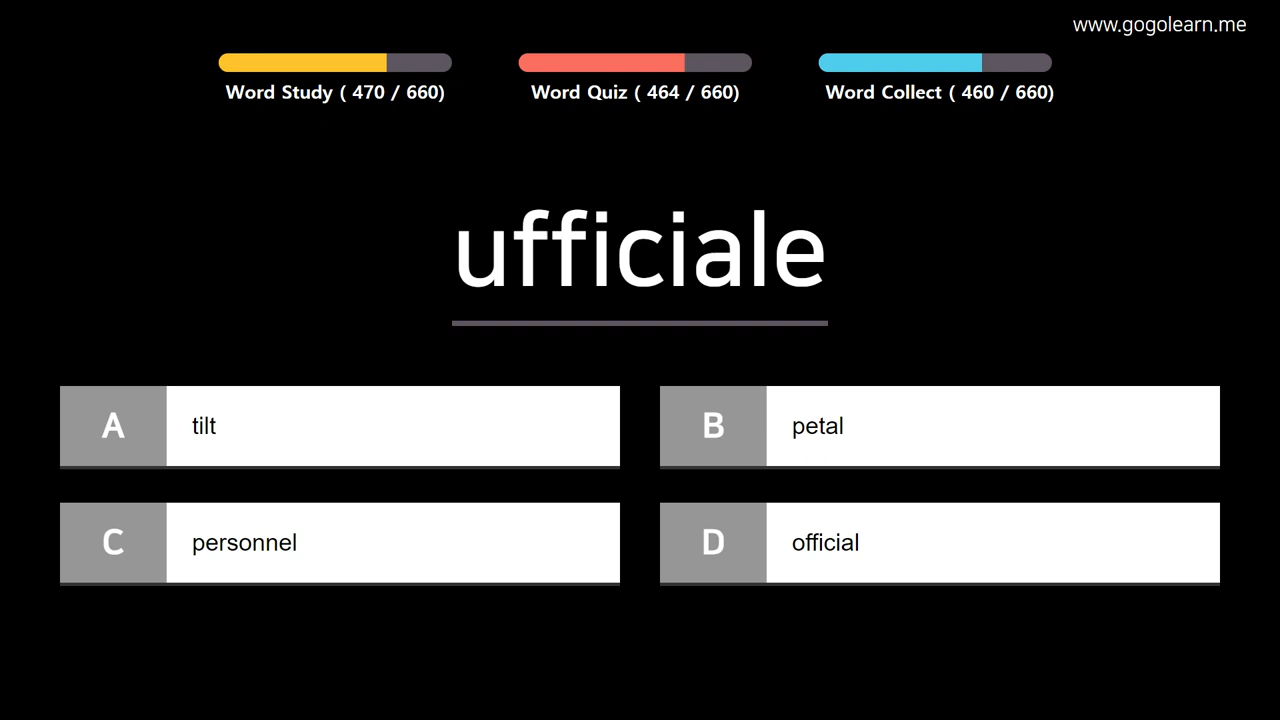 www.gogolearn.me
Word Study ( 470 / 660)
Word Quiz ( 464 / 660)
Word Collect ( 460 / 660)
ufficiale
A tilt
B petal
C personnel
D official